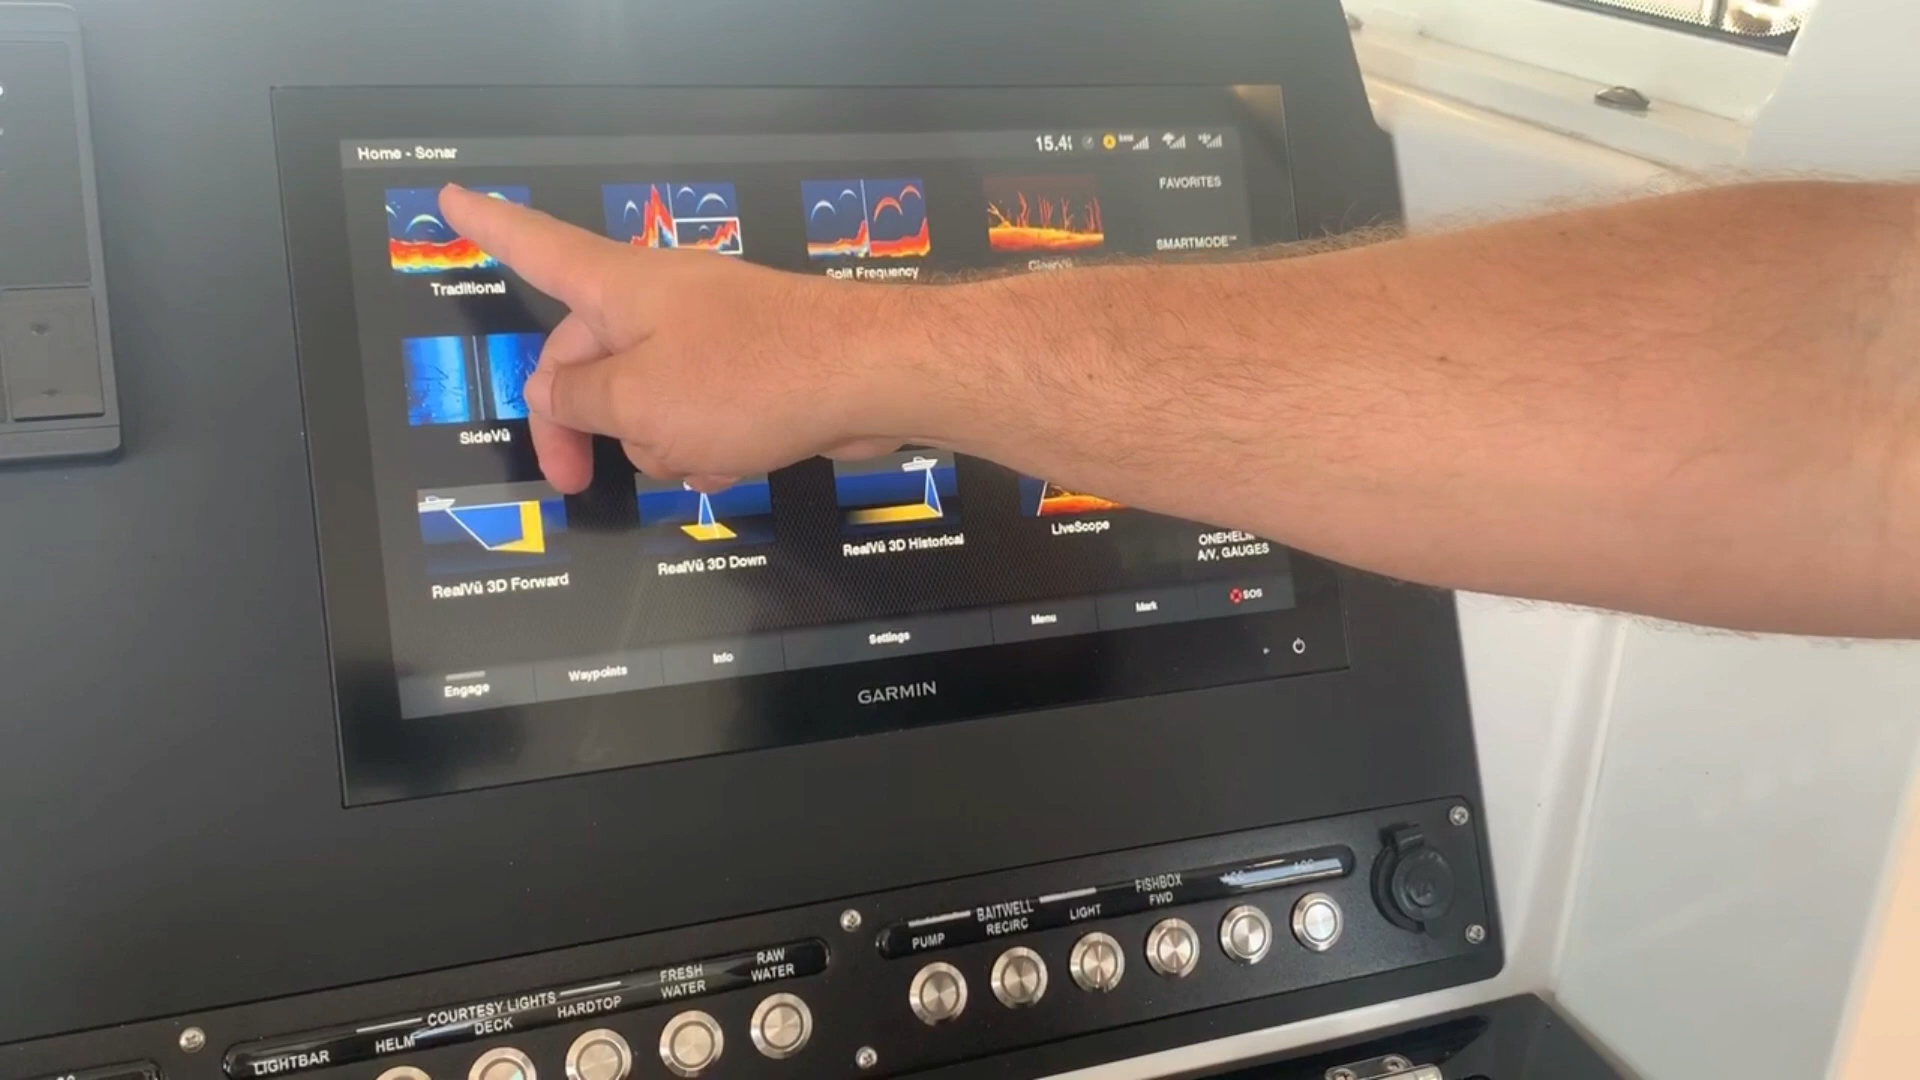 Home - Sonar
15.4
FAVORITES
Traditional
Split Frequency
SMARTMODE™
SideVü
RealVü 3D Forward
RealVü 3D Down
RealVü 3D Historical
LiveScope
A/V, GAUGES
Engage
Waypoints
Info
Settings
Menu
Mark
SOS
GARMIN
LIGHTBAR
COURTESY LIGHTS
HELM
DECK
HARDTOP
FRESH
WATER
RAW
WATER
PUMP
BAITWELL
RECIRC
LIGHT
FISHBOX
FWD
ACC
ACC